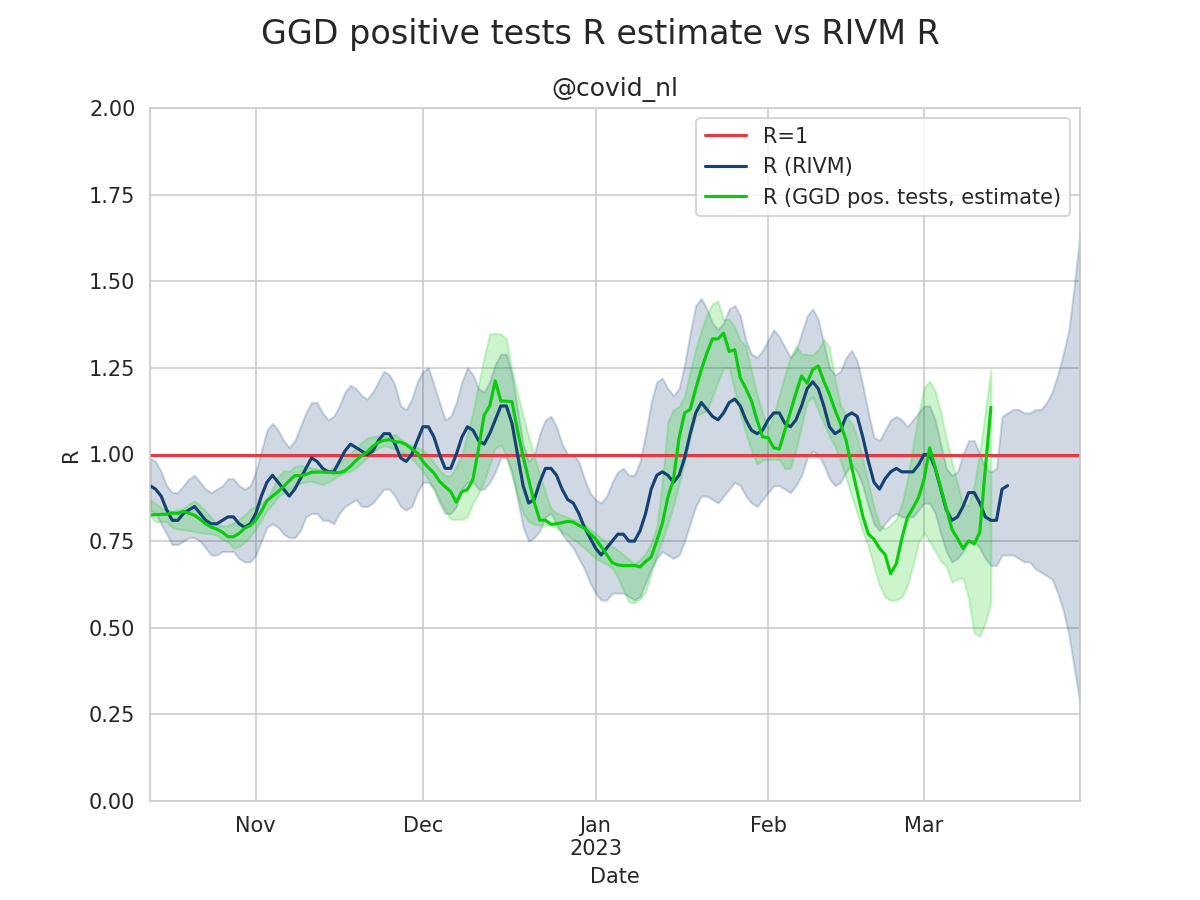 GGD positive tests R estimate vs RIVM R
@covid_nl
R=1
R (RIVM)
R (GGD pos. tests, estimate)
2.00
1.75
1.50
1.25
1.00
0.75
0.50
0.25
0.00
R
Nov
Dec
Jan
2023
Feb
Mar
Date